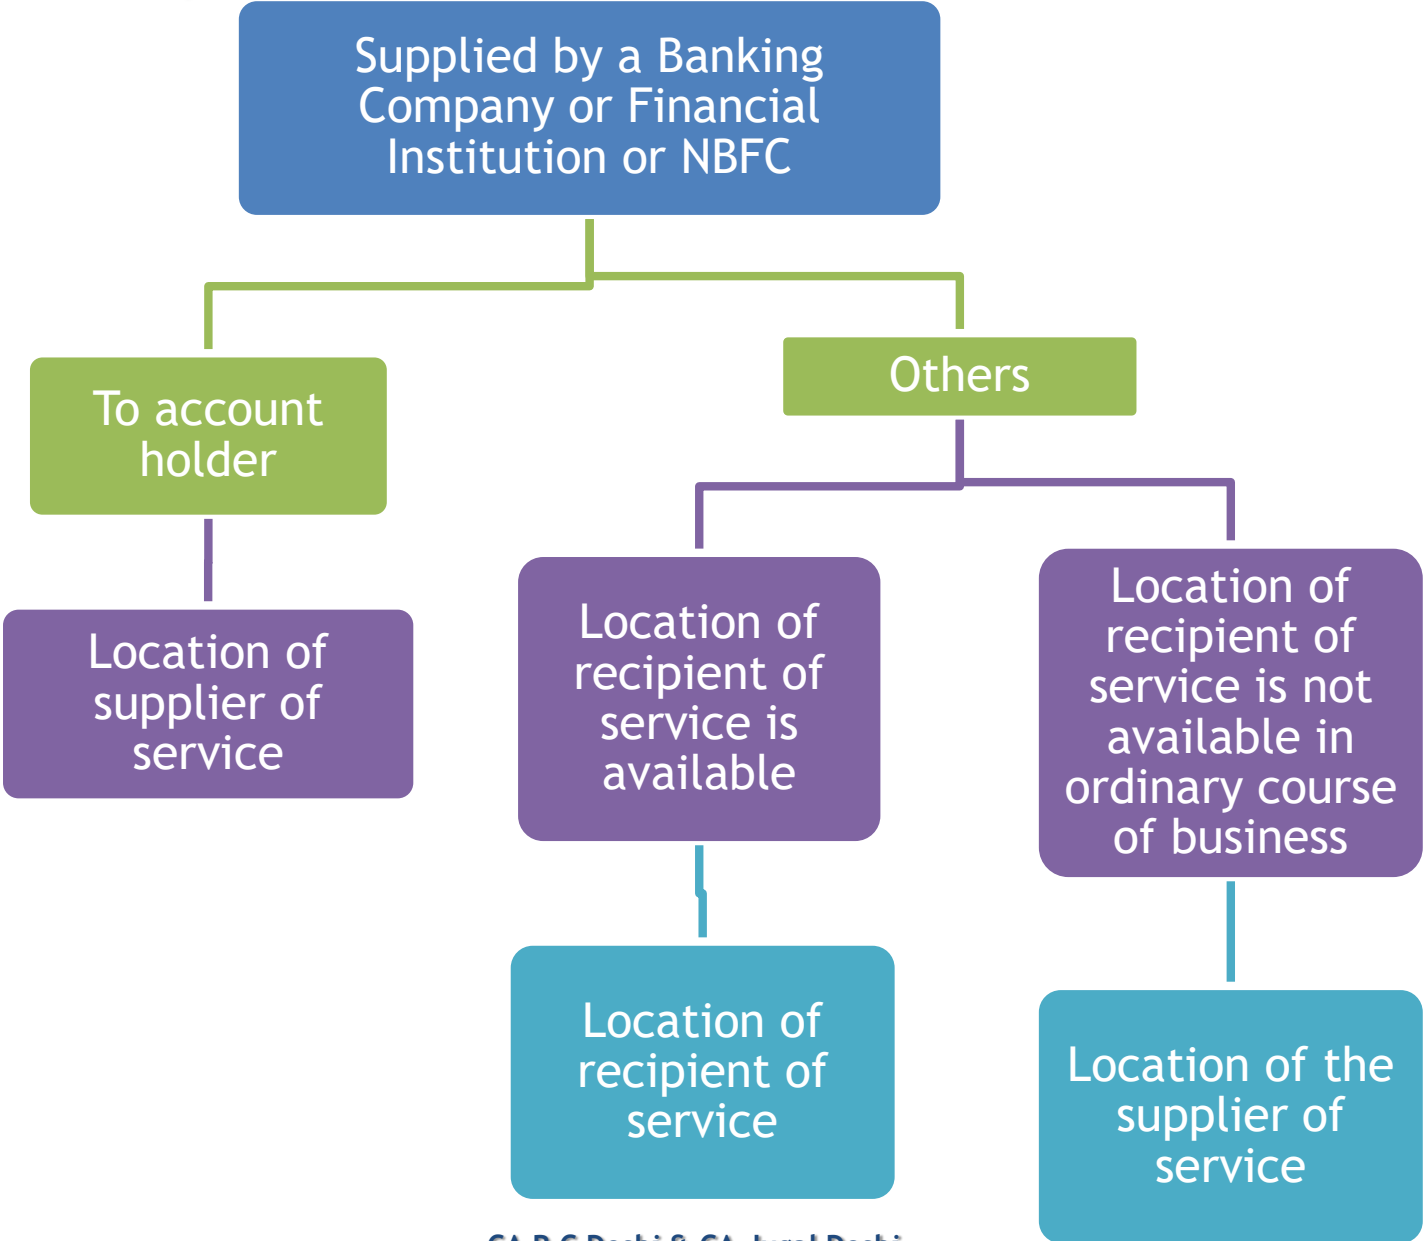 Supplied by a Banking
Company or Financial
Institution or NBFC
To account
holder
Others
Location of
supplier of
service
Location of
recipient of
service is
available
Location of
recipient of
service is not
available in
ordinary course
of business
Location of
recipient of
service
Location of the
supplier of
service